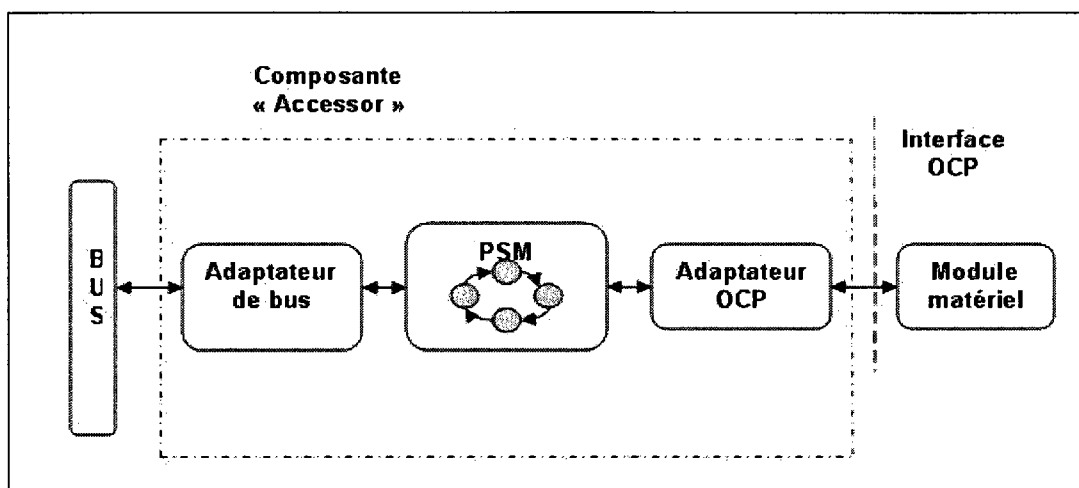 Composante
« Accessor »
Interface
OCP
B
U
S
Adaptateur
de bus
PSM
Adaptateur
OCP
Module
matériel